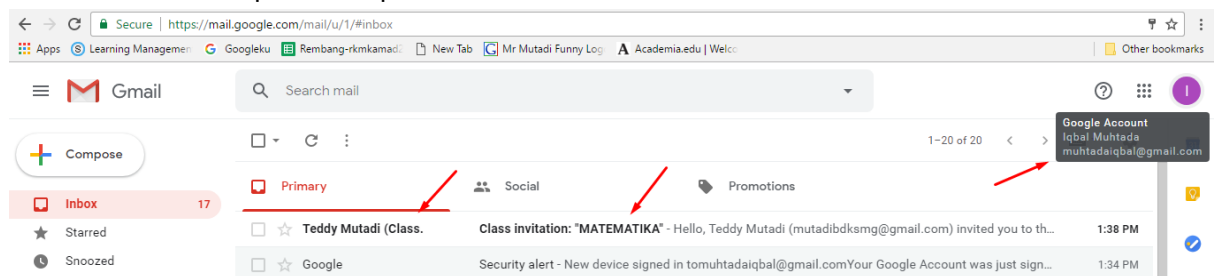 Secure | https://mail.google.com/mail/u/1/#inbox
Apps Learning Managemen Googleku Rembang-rkmkamada New Tab Mr Mutadi Funny Log Academia.edu | Welco Other bookmarks
Gmail Search mail I
Google Account
Iqbal Muhtada
muhtadaiqbal@gmail.com
Compose 1–20 of 20
Primary Social Promotions
Inbox 17
Starred Teddy Mutadi (Class. Class invitation: "MATEMATIKA" - Hello, Teddy Mutadi (mutadibdksmg@gmail.com) invited you to th… 1:38 PM
Snoozed Google Security alert - New device signed in tomuhtadaiqbal@gmail.comYour Google Account was just sign… 1:34 PM